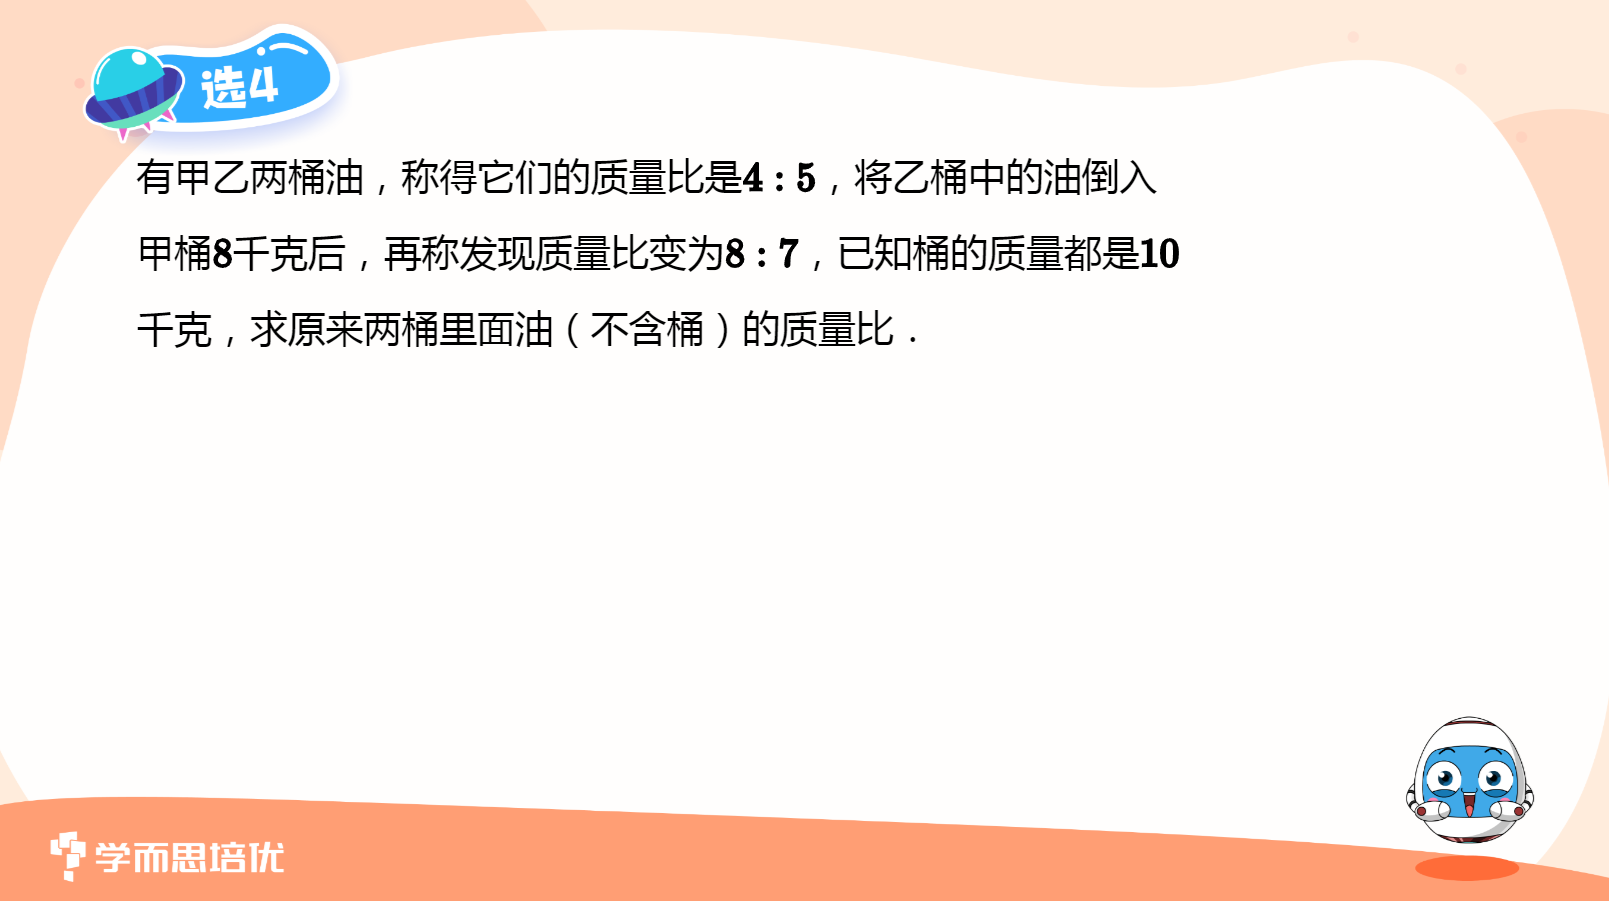 选4
有甲乙两桶油，称得它们的质量比是4：5，将乙桶中的油倒入
甲桶8千克后，再称发现质量比变为8：7，已知桶的质量都是10
千克，求原来两桶里面油（不含桶）的质量比．
学而思培优